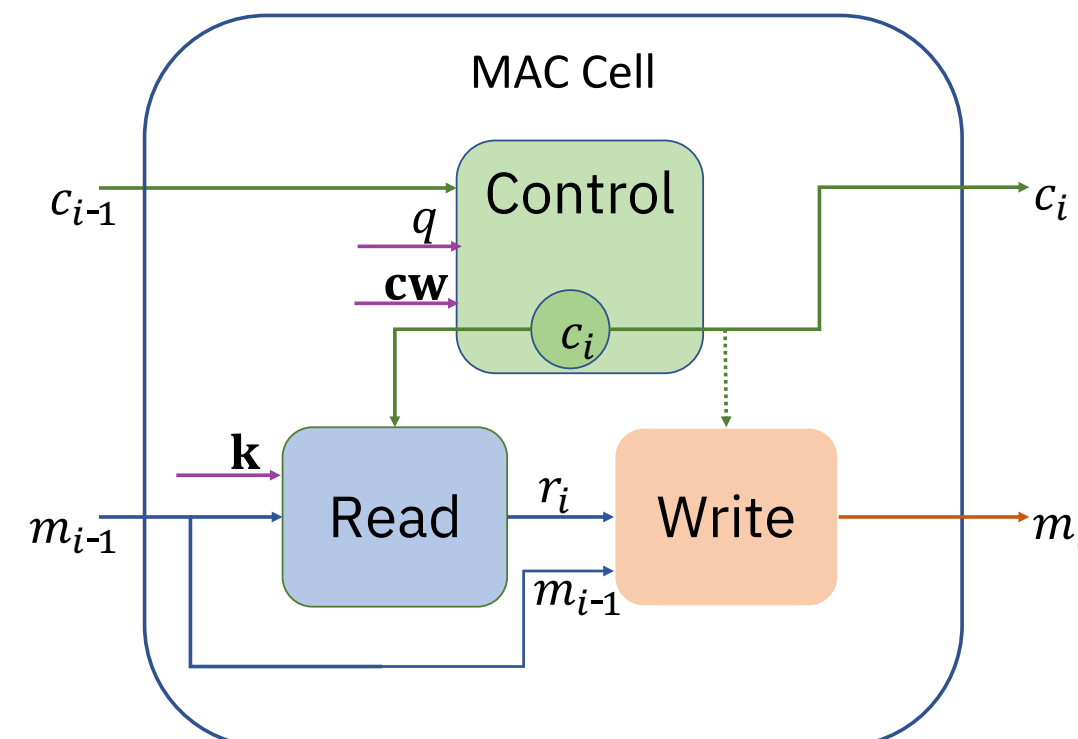 MAC Cell
Control
c_{i-1}
c_i
q
cw
c_i
k
r_i
Read
Write
m_{i-1}
m
m_{i-1}